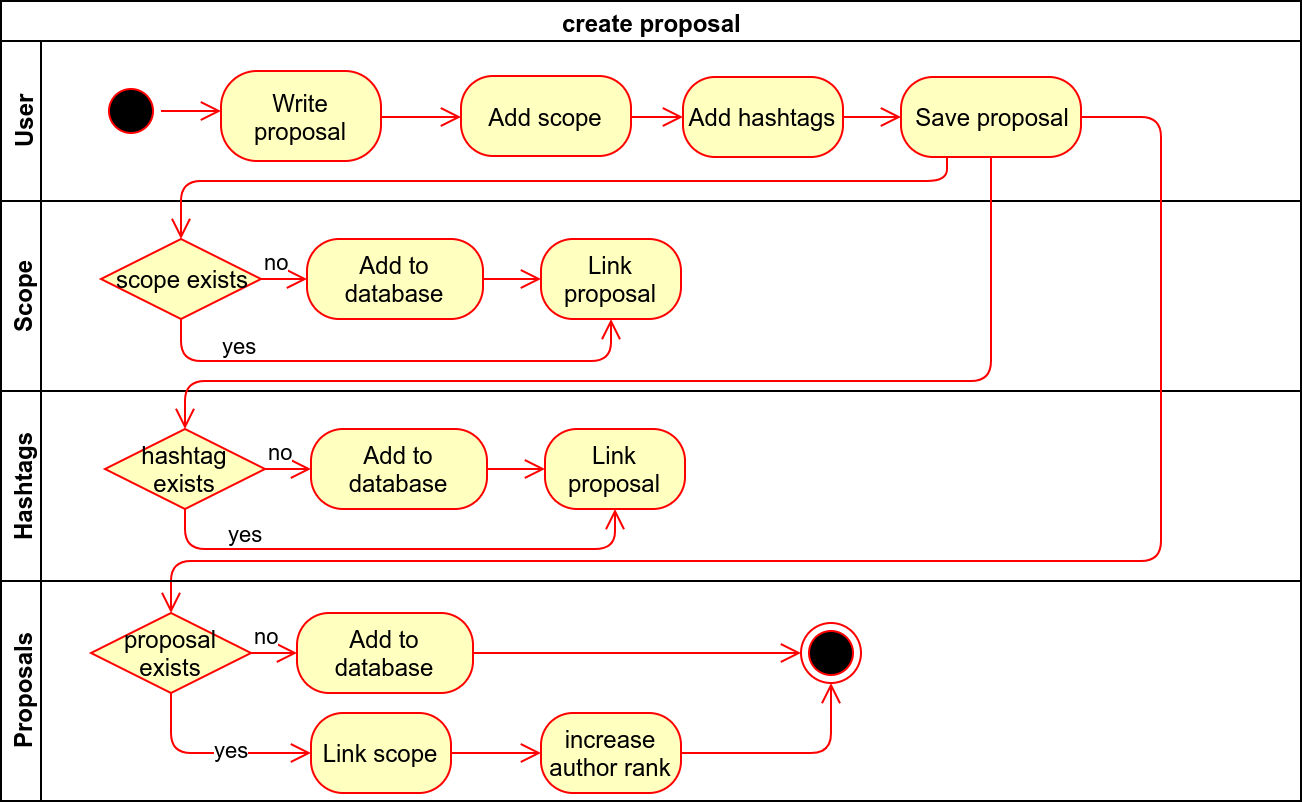 create proposal
User
Write
proposal
Add scope
Add hashtags
Save proposal
Scope
scope exists
no
Add to
database
Link
proposal
yes
Hashtags
hashtag
exists
no
Add to
database
Link
proposal
yes
Proposals
proposal
exists
no
Add to
database
yes
Link scope
increase
author rank